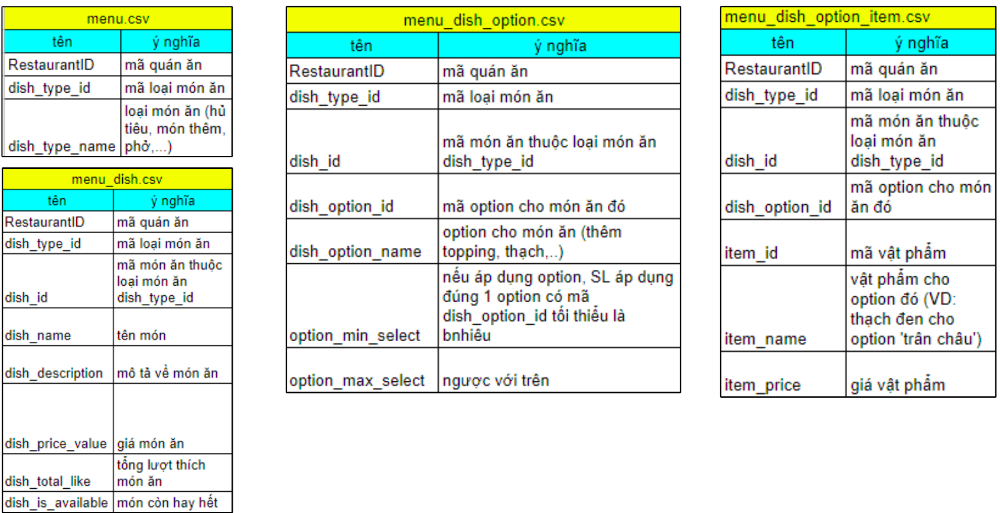 menu.csv
tên ý nghĩa
RestaurantID mã quán ăn
dish_type_id mã loại món ăn
loại món ăn (hủ
tiêu, món thêm,
dish_type_name phở,...)
menu_dish.csv
tên ý nghĩa
RestaurantID mã quán ăn
dish_type_id mã loại món ăn
mã món ăn thuộc
loại món ăn
dish_id dish_type_id
dish_name tên món
dish_description mô tả về món ăn
dish_price_value giá món ăn
tổng lượt thích
dish_total_like món ăn
dish_is_available món còn hay hết
menu_dish_option.csv
tên ý nghĩa
RestaurantID mã quán ăn
dish_type_id mã loại món ăn
mã món ăn thuộc loại món ăn
dish_id dish_type_id
dish_option_id mã option cho món ăn đó
option cho món ăn (thêm
dish_option_name topping, thạch,..)
nếu áp dụng option, SL áp dụng
đúng 1 option có mã
dish_option_id tối thiểu là
option_min_select bnhiêu
option_max_select ngược với trên
menu_dish_option_item.csv
tên ý nghĩa
RestaurantID mã quán ăn
dish_type_id mã loại món ăn
mã món ăn thuộc
loại món ăn
dish_id dish_type_id
mã option cho món
dish_option_id ăn đó
item_id mã vật phẩm
vật phẩm cho
option đó (VD:
thạch đen cho
item_name option 'trân châu')
item_price giá vật phẩm